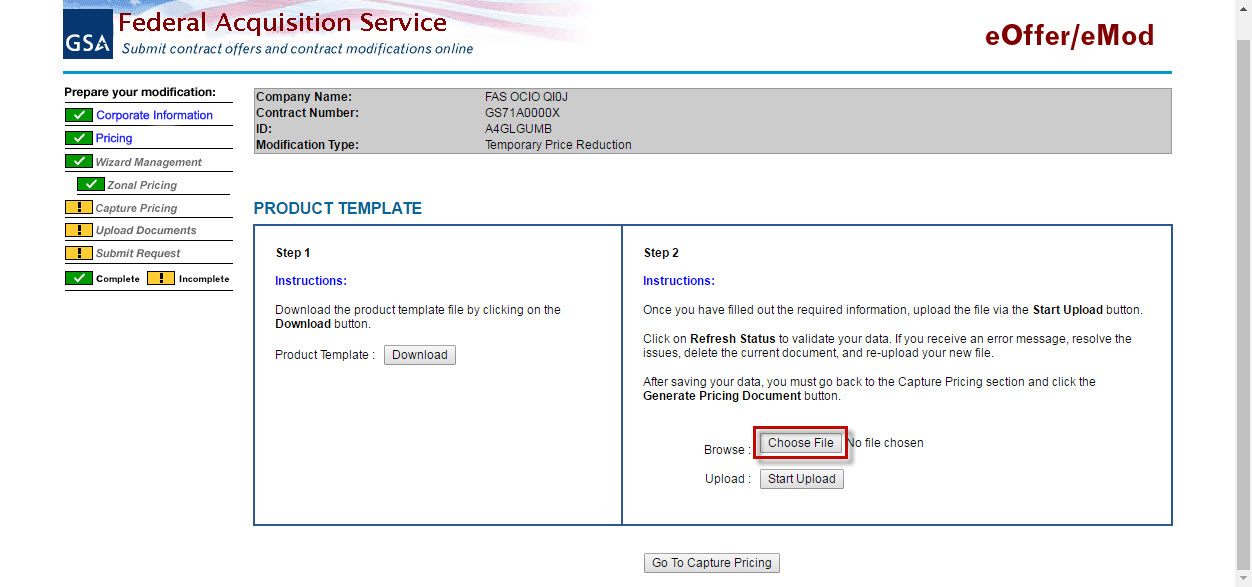 GSA
Federal Acquisition Service
Submit contract offers and contract modifications online
eOffer/eMod
Prepare your modification:
Corporate Information
Pricing
Wizard Management
Zonal Pricing
Capture Pricing
Upload Documents
Submit Request
Complete ! Incomplete
Company Name: FAS OCIO QI0J
Contract Number: GS71A0000X
ID: A4GLGUMB
Modification Type: Temporary Price Reduction
PRODUCT TEMPLATE
Step 1
Instructions:
Download the product template file by clicking on the
Download button.
Product Template : Download
Step 2
Instructions:
Once you have filled out the required information, upload the file via the Start Upload button.
Click on Refresh Status to validate your data. If you receive an error message, resolve the
issues, delete the current document, and re-upload your new file.
After saving your data, you must go back to the Capture Pricing section and click the
Generate Pricing Document button.
Browse : Choose File No file chosen
Upload : Start Upload
Go To Capture Pricing